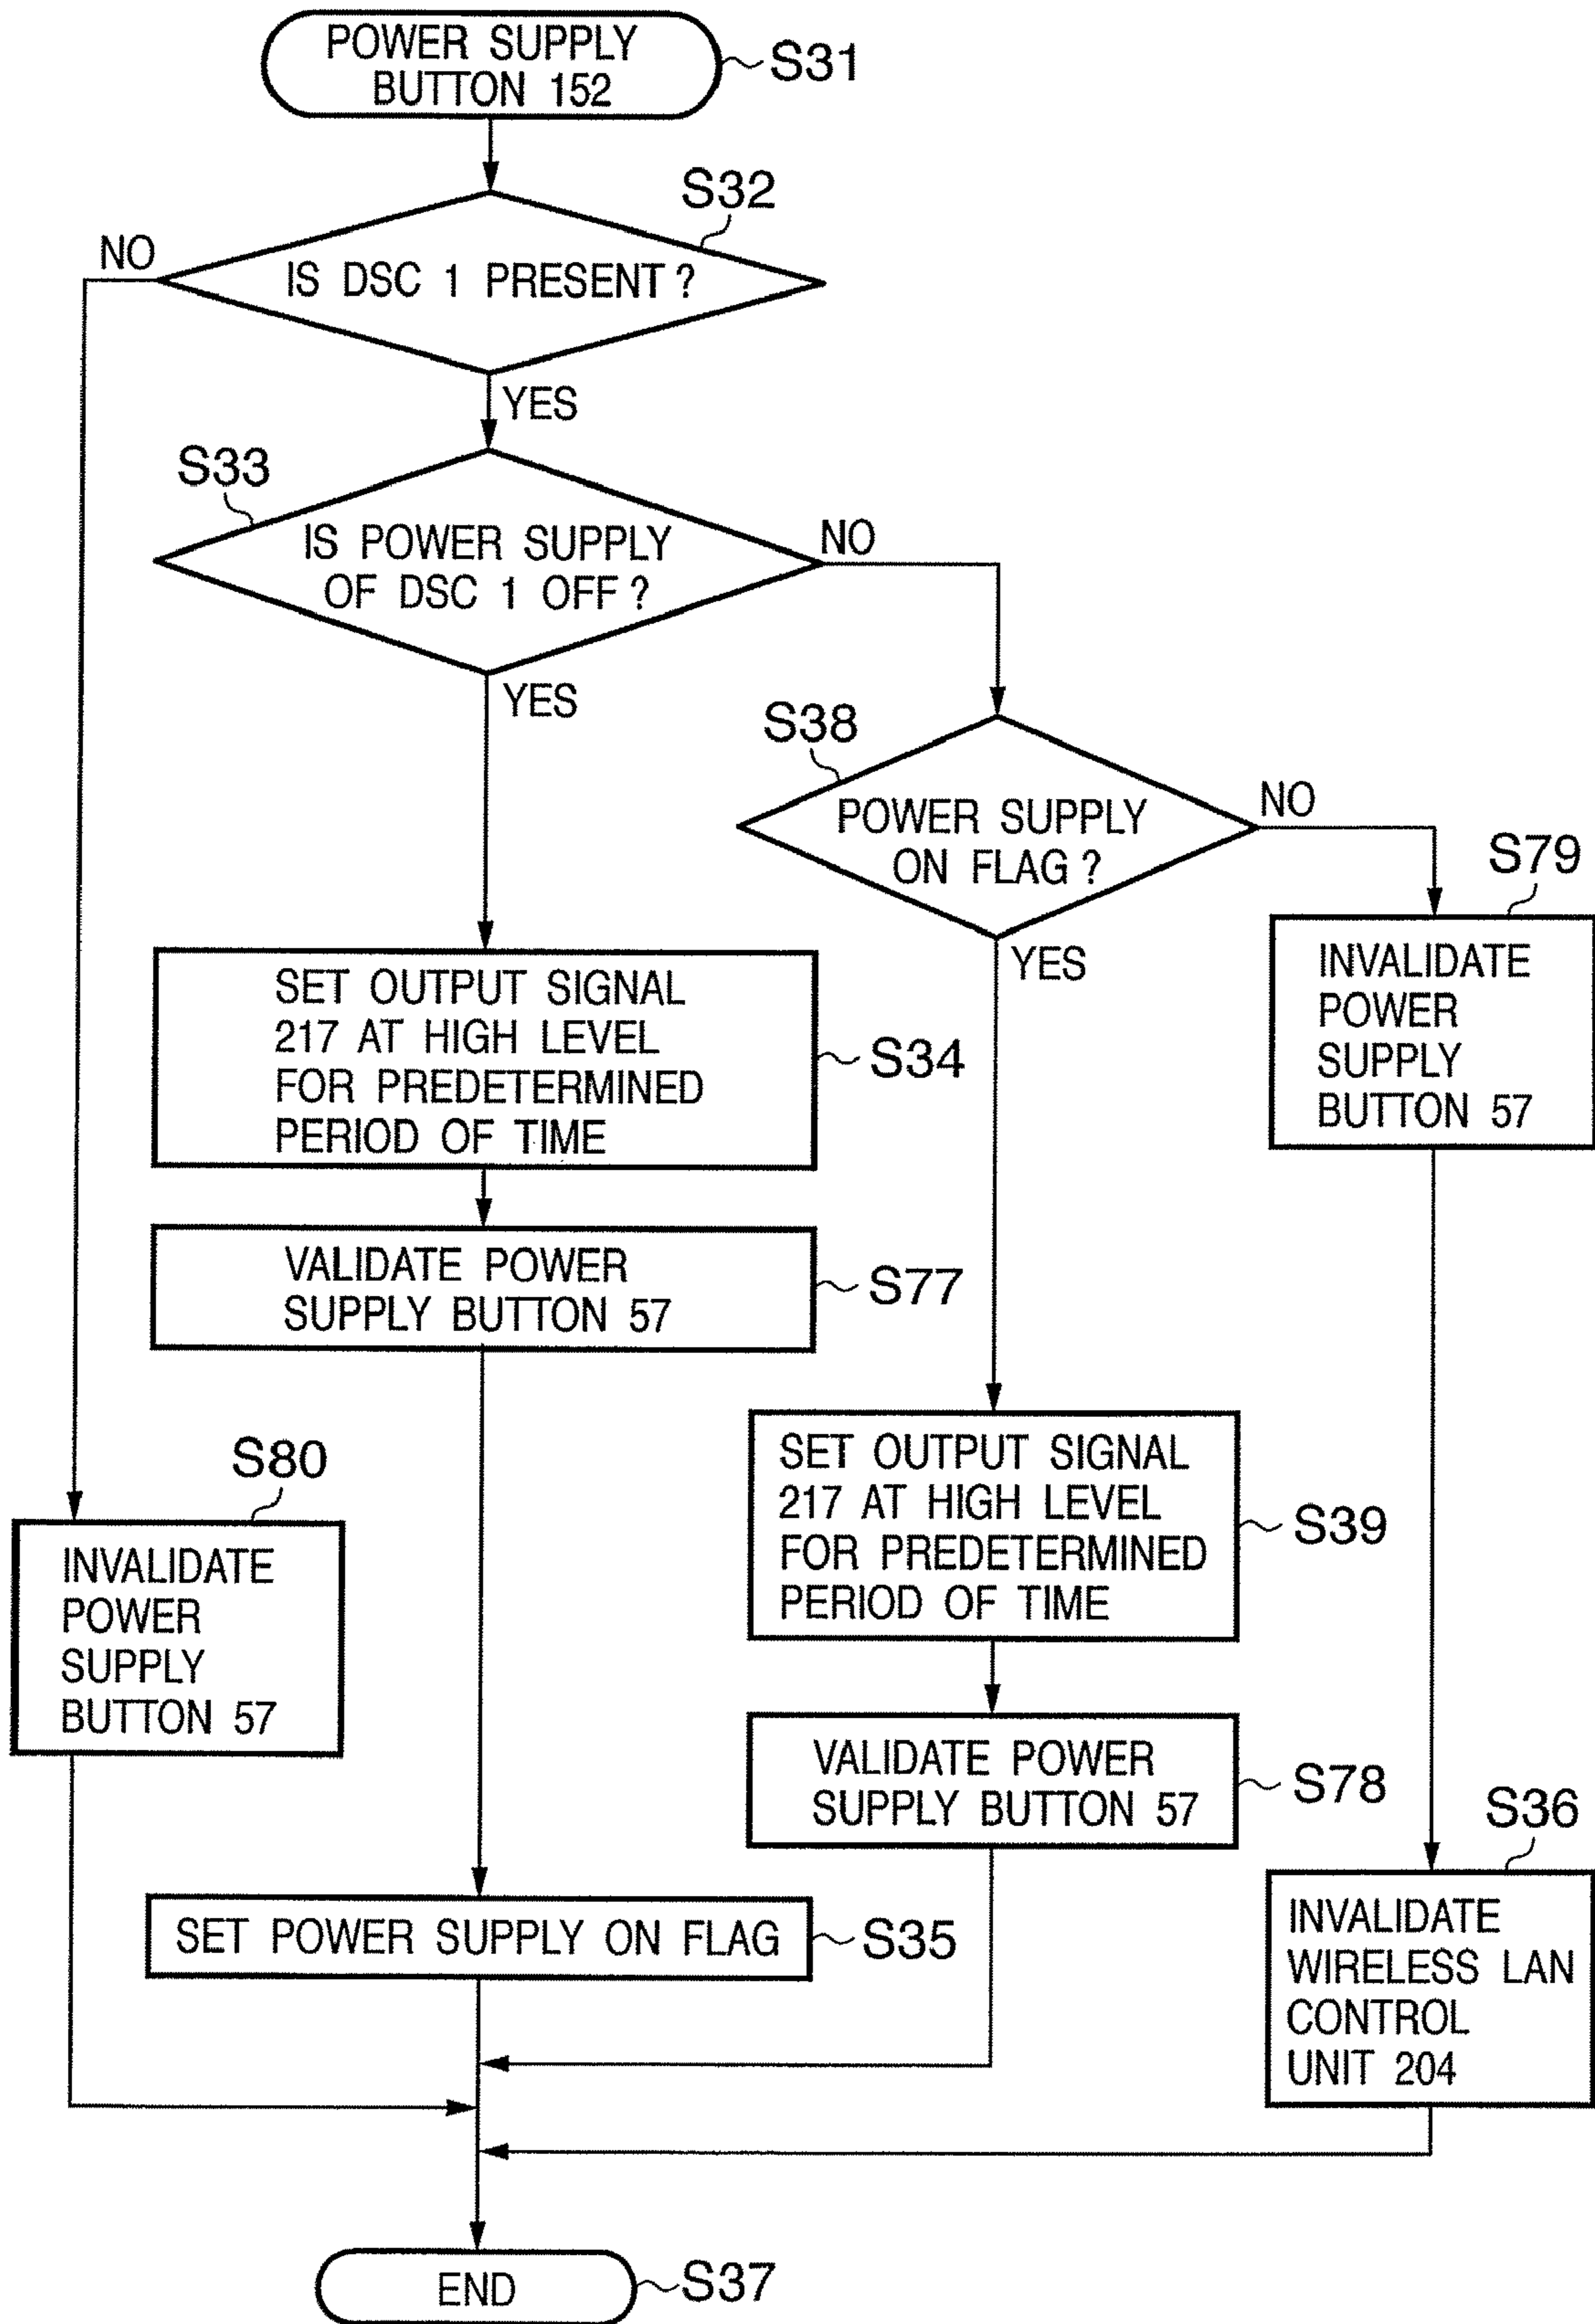 POWER SUPPLY
BUTTON 152
S31
S32
NO
IS DSC 1 PRESENT?
YES
S33
IS POWER SUPPLY
OF DSC 1 OFF?
NO
YES
S38
POWER SUPPLY
ON FLAG?
NO
YES
S79
INVALIDATE
POWER
SUPPLY
BUTTON 57
SET OUTPUT SIGNAL
217 AT HIGH LEVEL
FOR PREDETERMINED
PERIOD OF TIME
S34
VALIDATE POWER
SUPPLY BUTTON 57
S77
S80
INVALIDATE
POWER
SUPPLY
BUTTON 57
SET OUTPUT SIGNAL
217 AT HIGH LEVEL
FOR PREDETERMINED
PERIOD OF TIME
S39
VALIDATE POWER
SUPPLY BUTTON 57
S78
S36
INVALIDATE
WIRELESS LAN
CONTROL
UNIT 204
SET POWER SUPPLY ON FLAG
S35
END
S37